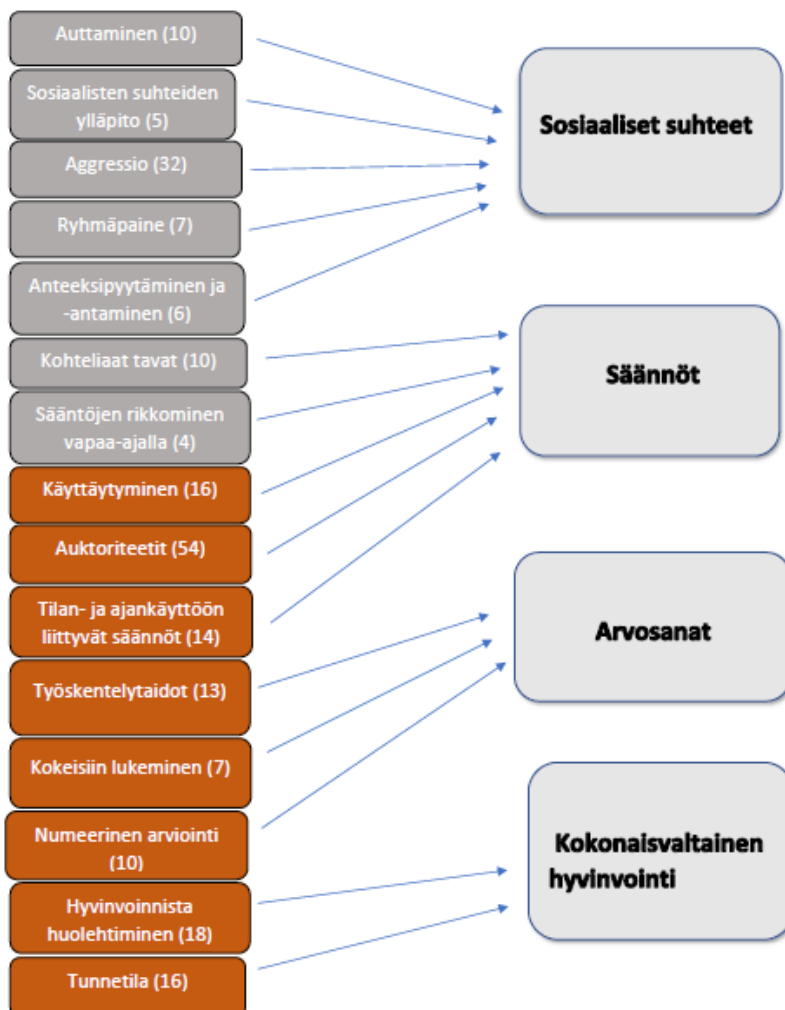 Auttaminen (10)
Sosiaalisten suhteiden
ylläpito (5)
Aggressio (32)
Ryhmäpaine (7)
Anteeksipyytäminen ja
-antaminen (6)
Kohteliaat tavat (10)
Sääntöjen rikkominen
vapaa-ajalla (4)
Käyttäytyminen (16)
Auktoriteetit (54)
Tilan- ja ajankäyttöön
liittyvät säännöt (14)
Työskentelytaidot (13)
Kokeisiin lukeminen (7)
Numeerinen arviointi
(10)
Hyvinvoinnista
huolehtiminen (18)
Tunnetila (16)
Sosiaaliset suhteet
Säännöt
Arvosanat
Kokonaisvaltainen
hyvinvointi